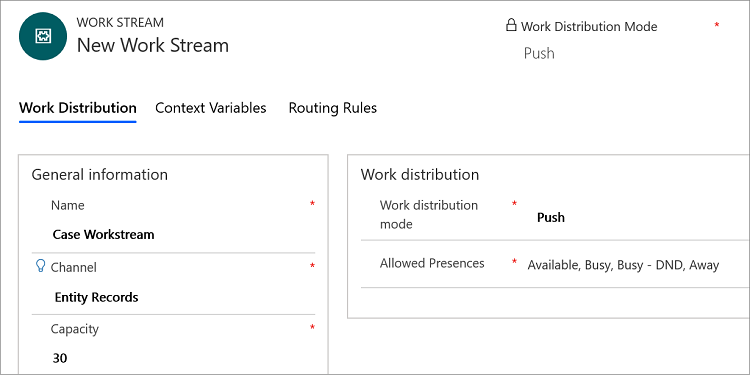 WORK STREAM
New Work Stream
Work Distribution Mode *
Push
Work Distribution Context Variables Routing Rules
General information
Name *
Case Workstream
Channel *
Entity Records
Capacity *
30
Work distribution
Work distribution * Push
mode
Allowed Presences * Available, Busy, Busy - DND, Away